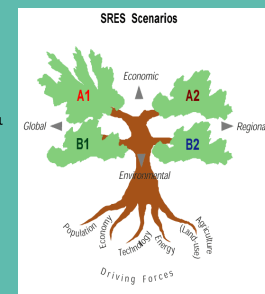 SRES Scenarios
Economic
A1
A2
Global
Regional
B1
B2
Environmental
Population
Economy
Technology
Energy
Agriculture
(Land-use)
Driving Forces